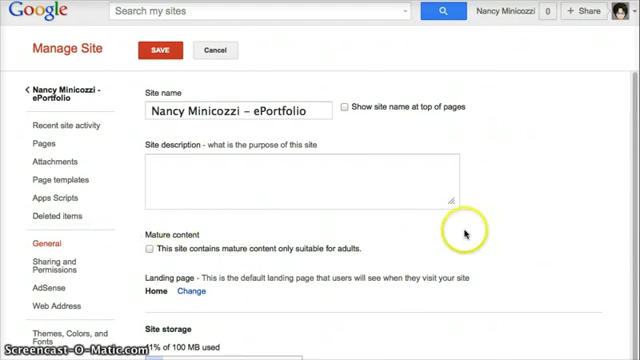 Google
Search my sites
Nancy Minicozzi
0
+ Share
Manage Site
SAVE
Cancel
Nancy Minicozzi -
ePortfolio
Recent site activity
Pages
Attachments
Page templates
Apps Scripts
Deleted items
General
Sharing and
Permissions
AdSense
Web Address
Themes, Colors, and
Fonts
Site name
Nancy Minicozzi - ePortfolio
Show site name at top of pages
Site description - what is the purpose of this site
Mature content
This site contains mature content only suitable for adults.
Landing page - This is the default landing page that users will see when they visit your site
Home Change
Site storage
41% of 100 MB used
Screencast-O-Matic.com